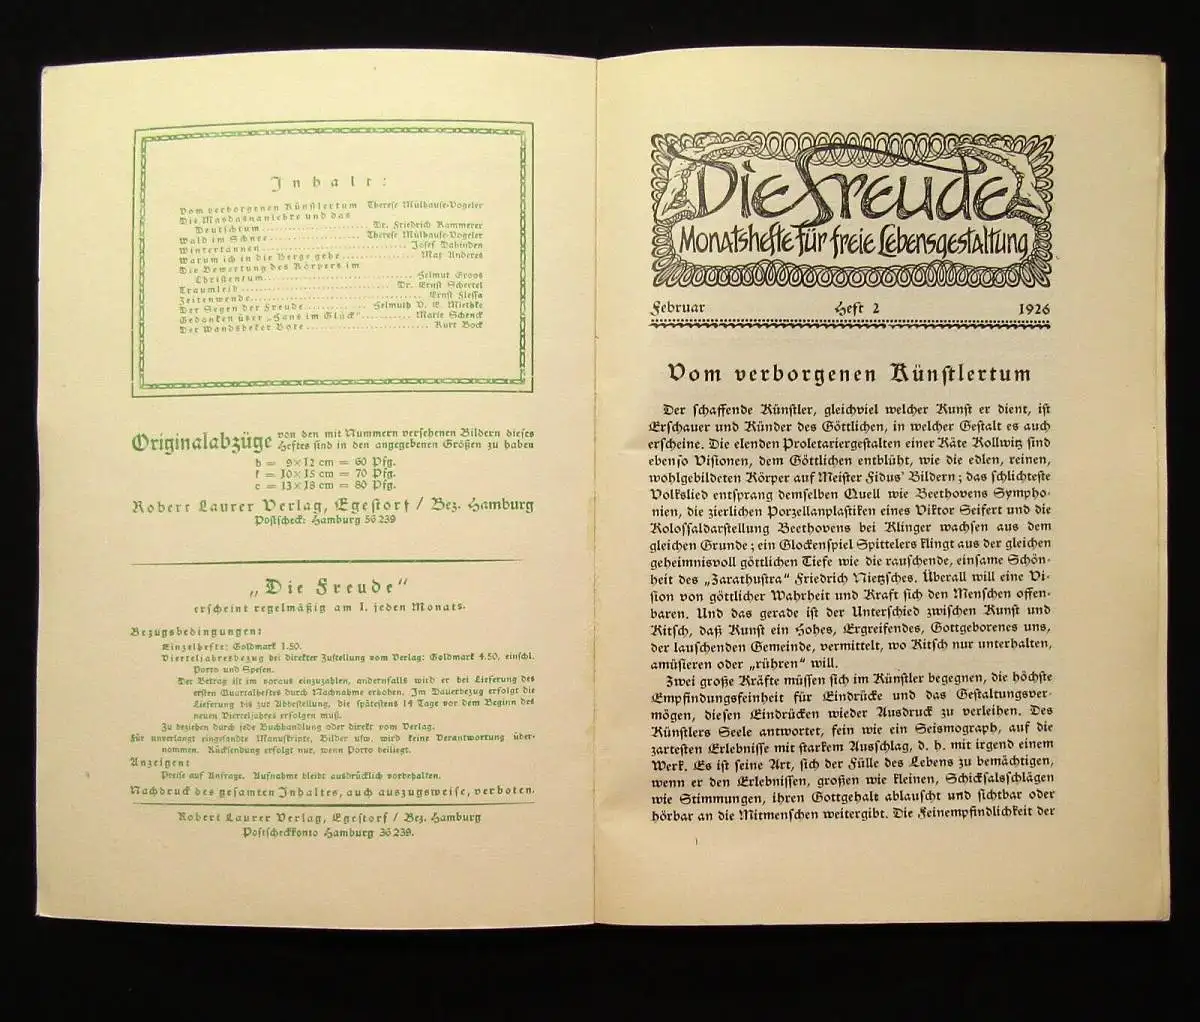 Inhalt:
Vom verborgenen Künstlertum Therese Mülhause-Vogeler
Die Masdasnanlehre und das
Deutschtum Dr. Friedrich Kammerer
Wald im Schnee Therese Mülhause-Vogeler
Wintertannen Josef Dahinden
Warum ich in die Berge gehe Max Anderes
Die Bewertung des Körpers im
Christentum Helmut Groos
Traumleid Dr. Ernst Schertel
Zeitenwende Ernst Flessa
Der Segen der Freude Helmuth V. E. Miethke
Gedanken über „Hans im Glück“ Marie Schenck
Der Wandsbeker Bote Kurt Bock
Originalabzüge von den mit Nummern versehenen Bildern dieses
Heftes sind in den angegebenen Größen zu haben
b = 9×12 cm = 60 Pfg.
f = 10×15 cm = 70 Pfg.
c = 13×18 cm = 80 Pfg.
Robert Laurer Verlag, Egestorf / Bez. Hamburg
Postscheck: Hamburg 36 239
„Die Freude“
erscheint regelmäßig am 1. jeden Monats.
Bezugsbedingungen:
Einzelhefte: Goldmark 1.50.
Vierteljahresbezug bei direkter Zustellung vom Verlag: Goldmark 4.50, einschl.
Porto und Spesen.
Der Betrag ist im voraus einzuzahlen, andernfalls wird er bei Lieferung des
ersten Quartalheftes durch Nachnahme erhoben. Im Dauerbezug erfolgt die
Lieferung bis zur Abbestellung, die spätestens 14 Tage vor dem Beginn des
neuen Vierteljahres erfolgen muß.
Zu beziehen durch jede Buchhandlung oder direkt vom Verlag.
Für unverlangt eingesandte Manuskripte, Bilder usw. wird keine Verantwortung über-
nommen. Rücksendung erfolgt nur, wenn Porto beiliegt.
Anzeigen:
Preise auf Anfrage. Aufnahme bleibt ausdrücklich vorbehalten.
Nachdruck des gesamten Inhaltes, auch auszugsweise, verboten.
Robert Laurer Verlag, Egestorf / Bez. Hamburg
Postscheckkonto Hamburg 36 239.
Die Freude
Monatshefte für freie Lebensgestaltung
Februar Heft 2 1926
Vom verborgenen Künstlertum
Der schaffende Künstler, gleichviel welcher Kunst er dient, ist
Erschauer und Künder des Göttlichen, in welcher Gestalt es auch
erscheine. Die elenden Proletariergestalten einer Käte Kollwitz sind
ebenso Visionen, dem Göttlichen entblüht, wie die edlen, reinen,
wohlgebildeten Körper auf Meister Fidus' Bildern; das schlichteste
Volkslied entsprang demselben Quell wie Beethovens Sympho-
nien, die zierlichen Porzellanplastiken eines Viktor Seifert und die
Kolossaldarstellung Beethovens bei Klinger wachsen aus dem
gleichen Grunde; ein Glockenspiel Spittelers klingt aus der gleichen
geheimnisvoll göttlichen Tiefe wie die rauschende, einsame Schön-
heit des „Zarathustra“ Friedrich Nietzsches. Überall will eine Vi-
sion von göttlicher Wahrheit und Kraft sich den Menschen offen-
baren. Und das gerade ist der Unterschied zwischen Kunst und
Kitsch, daß Kunst ein Hohes, Ergreifendes, Gottgeborenes uns,
der lauschenden Gemeinde, vermittelt, wo Kitsch nur unterhalten,
amüsieren oder „rühren“ will.
Zwei große Kräfte müssen sich im Künstler begegnen, die höchste
Empfindungsfeinheit für Eindrücke und das Gestaltungsver-
mögen, diesen Eindrücken wieder Ausdruck zu verleihen. Des
Künstlers Seele antwortet, fein wie ein Seismograph, auf die
zartesten Erlebnisse mit starkem Ausschlag, d. h. mit irgend einem
Werk. Es ist seine Art, sich der Fülle des Lebens zu bemächtigen,
wenn er den Erlebnissen, großen wie kleinen, Schicksalsschlägen
wie Stimmungen, ihren Gottgehalt ablauscht und sichtbar oder
hörbar an die Mitmenschen weitergibt. Die Feinempfindlichkeit der
1